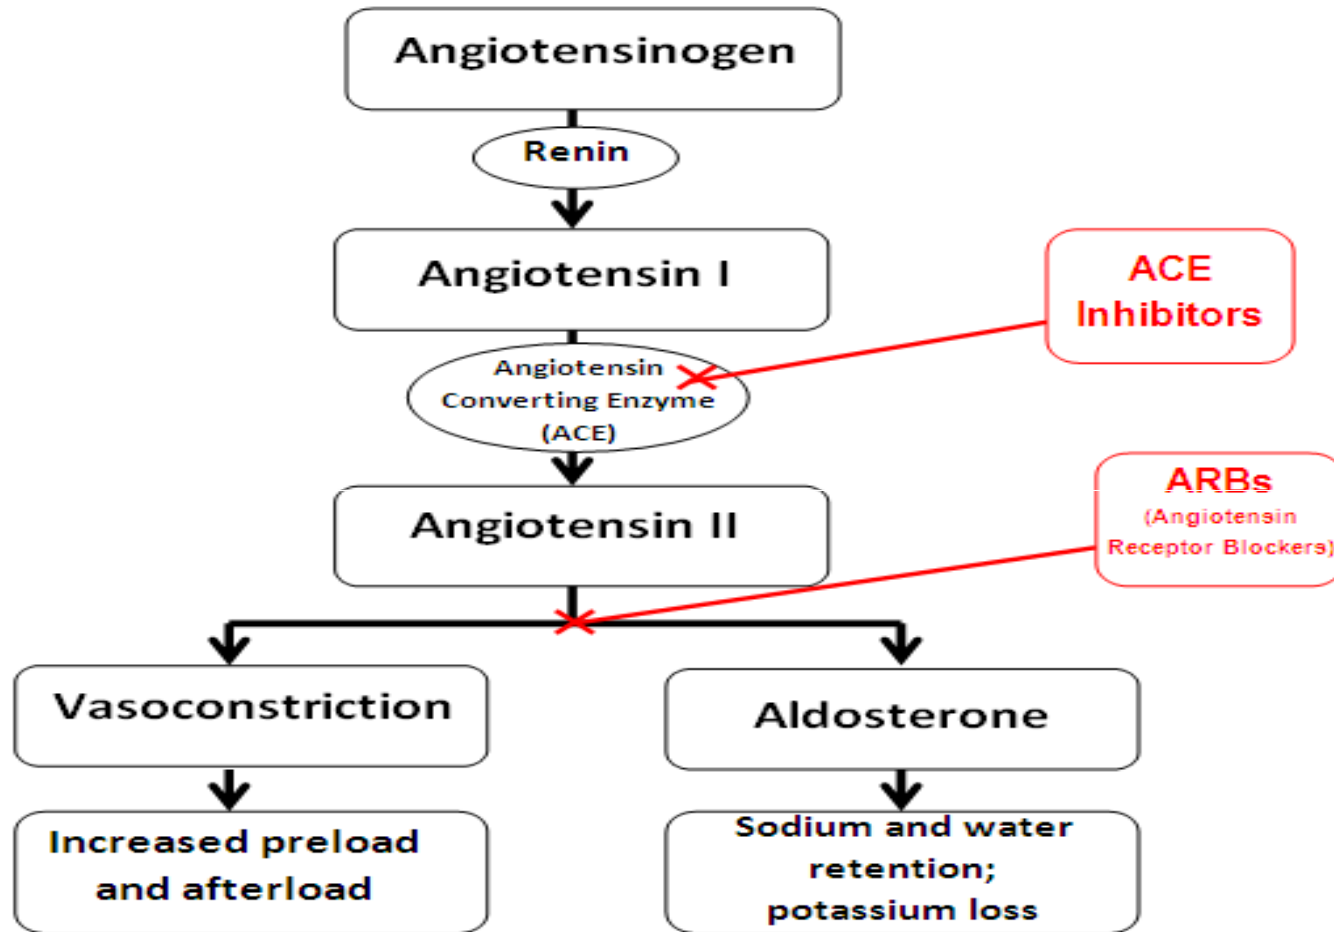 Angiotensinogen
Renin
Angiotensin I
ACE
Inhibitors
Angiotensin
Converting Enzyme
(ACE)
ARBs
(Angiotensin
Receptor Blockers)
Angiotensin II
Vasoconstriction
Aldosterone
Increased preload
and afterload
Sodium and water
retention;
potassium loss